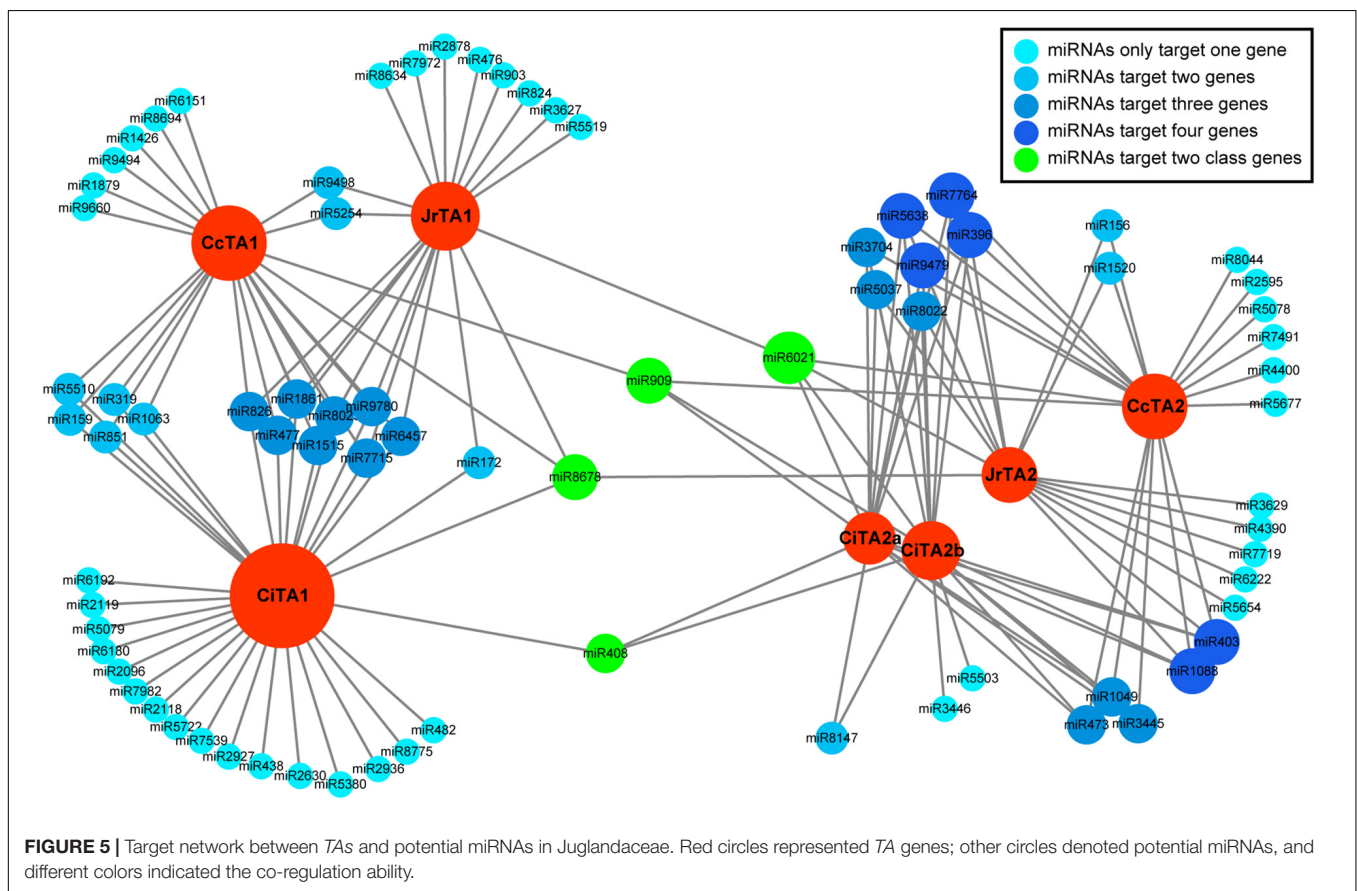 miRNAs only target one gene
miRNAs target two genes
miRNAs target three genes
miRNAs target four genes
miRNAs target two class genes
miR2878
miR7972
miR476
miR8634
miR903
miR824
miR3627
miR5519
miR6151
miR8694
miR1426
miR9494
miR1879
miR9660
miR9498
miR5254
CcTA1
JrTA1
miR7764
miR5638
miR396
miR3704
miR9479
miR5037
miR8022
miR156
miR1520
miR8044
miR2595
miR5078
miR7491
miR4400
miR5677
miR6021
miR909
CcTA2
miR5510
miR319
miR159
miR1063
miR851
miR826
miR1861
miR802
miR9780
miR477
miR1515
miR6457
miR7715
miR172
miR8678
JrTA2
CiTA2a
CiTA2b
miR3629
miR4390
miR7719
miR6222
miR5654
miR403
miR1088
CiTA1
miR6192
miR2119
miR5079
miR6180
miR2096
miR7982
miR2118
miR5722
miR7539
miR2927
miR438
miR2630
miR5380
miR2936
miR8775
miR482
miR408
miR5503
miR3446
miR8147
miR1049
miR473
miR3445
FIGURE 5 | Target network between TAs and potential miRNAs in Juglandaceae. Red circles represented TA genes; other circles denoted potential miRNAs, and
different colors indicated the co-regulation ability.